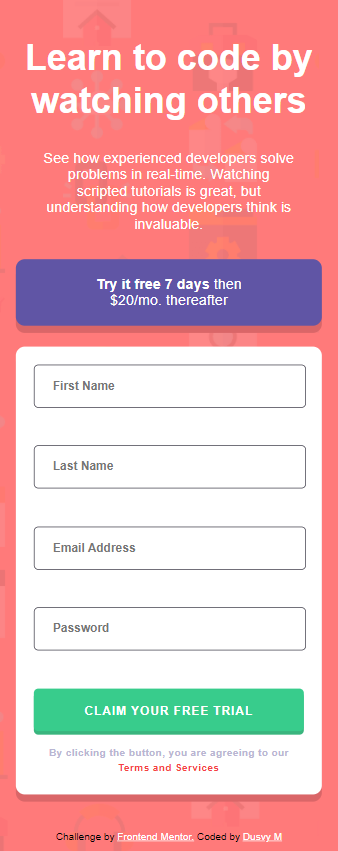 Learn to code by
watching others
See how experienced developers solve
problems in real-time. Watching
scripted tutorials is great, but
understanding how developers think is
invaluable.
Try it free 7 days then
$20/mo. thereafter
First Name
Last Name
Email Address
Password
CLAIM YOUR FREE TRIAL
By clicking the button, you are agreeing to our
Terms and Services
Challenge by Frontend Mentor. Coded by Dusvy M